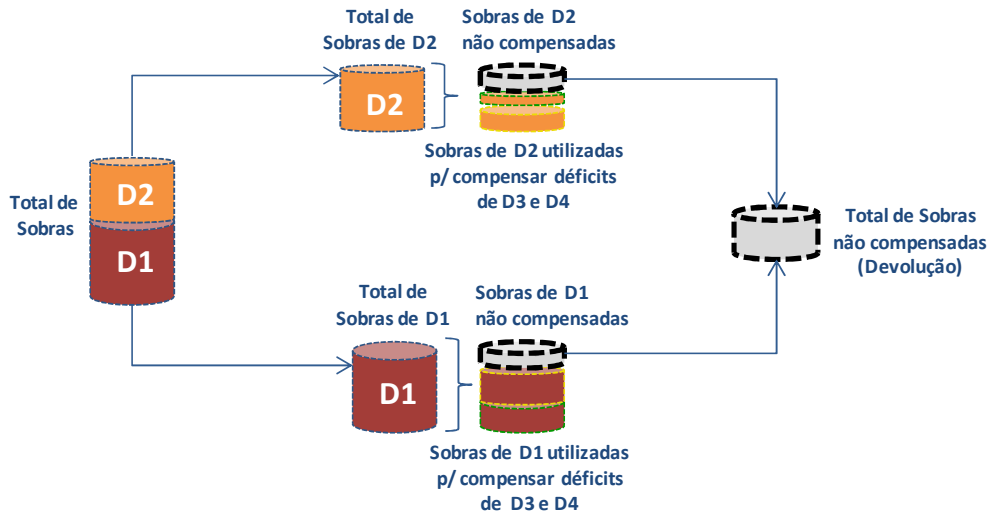 Total de
Sobras de D2
Sobras de D2
não compensadas
D2
Sobras de D2 utilizadas
p/ compensar déficits
de D3 e D4
Total de
Sobras
D2
D1
Total de Sobras
não compensadas
(Devolução)
Total de
Sobras de D1
Sobras de D1
não compensadas
D1
Sobras de D1 utilizadas
p/ compensar déficits
de D3 e D4